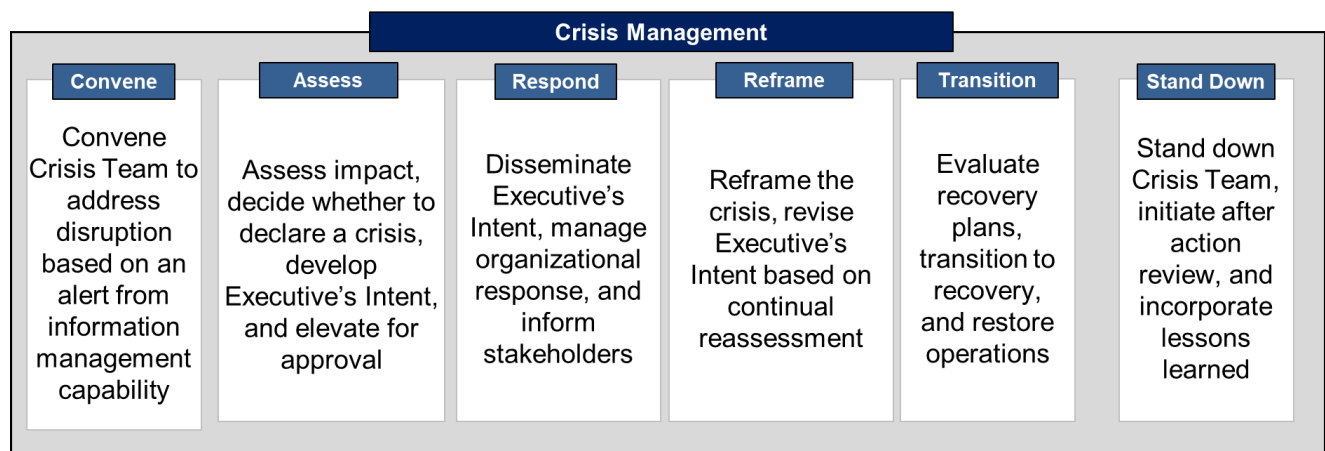 Crisis Management
Convene
Convene
Crisis Team to
address
disruption
based on an
alert from
information
management
capability
Assess
Assess impact,
decide whether to
declare a crisis,
develop
Executive’s Intent,
and elevate for
approval
Respond
Disseminate
Executive’s
Intent, manage
organizational
response, and
inform
stakeholders
Reframe
Reframe the
crisis, revise
Executive’s
Intent based on
continual
reassessment
Transition
Evaluate
recovery
plans,
transition to
recovery,
and restore
operations
Stand Down
Stand down
Crisis Team,
initiate after
action
review, and
incorporate
lessons
learned